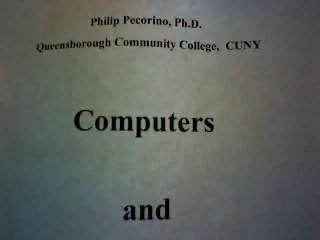 Philip Pecorino, Ph.D.
Queensborough Community College, CUNY
Computers
and